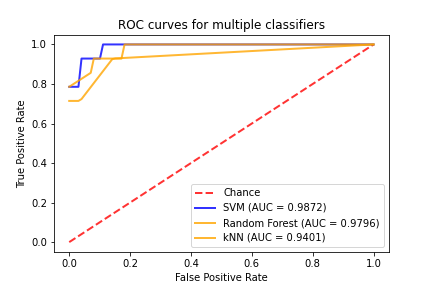 ROC curves for multiple classifiers
True Positive Rate
1.0
0.8
0.6
0.4
0.2
0.0
Chance
SVM (AUC = 0.9872)
Random Forest (AUC = 0.9796)
kNN (AUC = 0.9401)
0.0 0.2 0.4 0.6 0.8 1.0
False Positive Rate